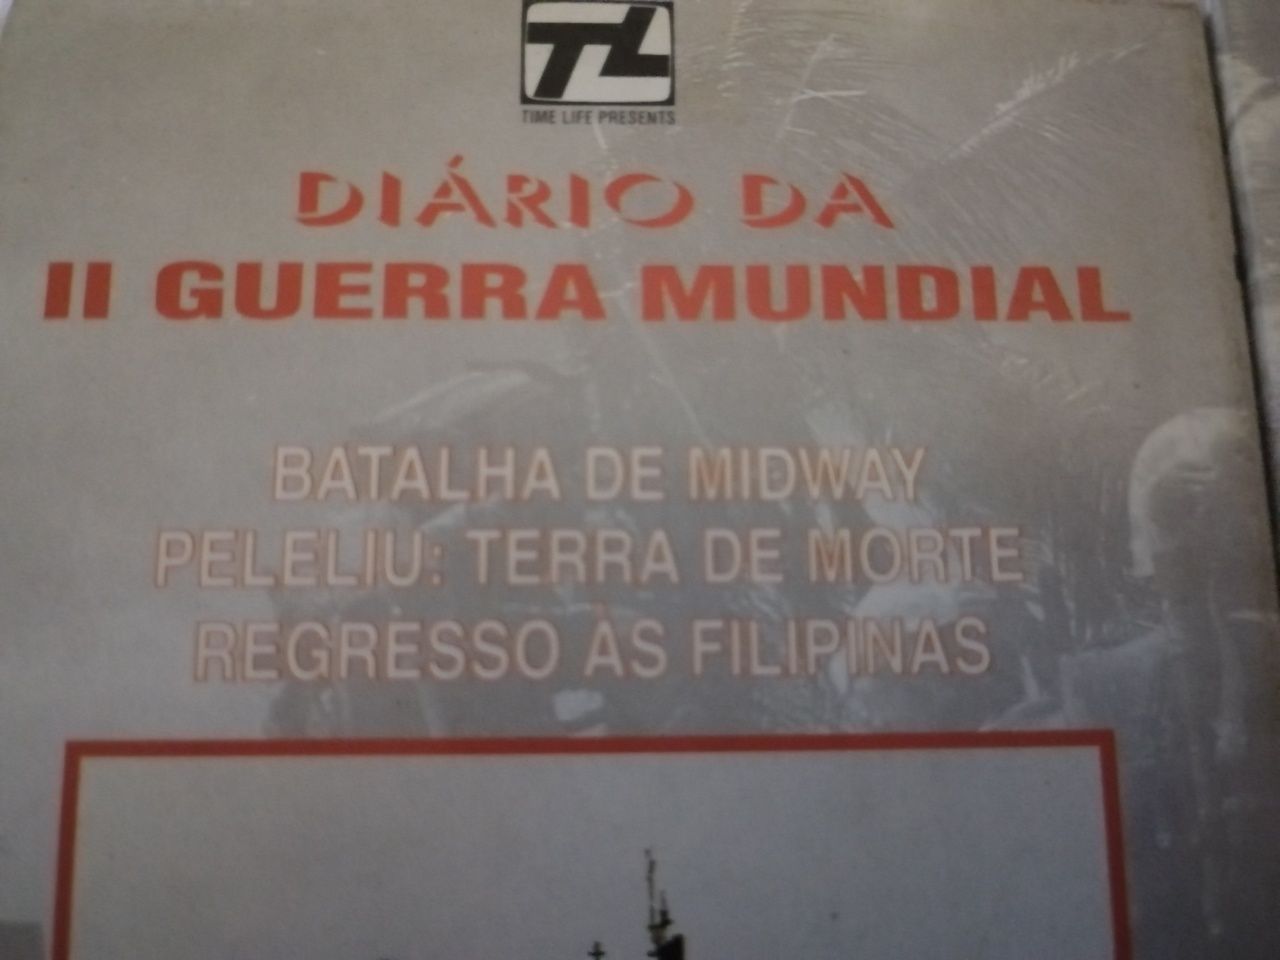 TL
TIME LIFE PRESENTS
DIÁRIO DA
II GUERRA MUNDIAL
BATALHA DE MIDWAY
PELELIU: TERRA DE MORTE
REGRESSO ÀS FILIPINAS